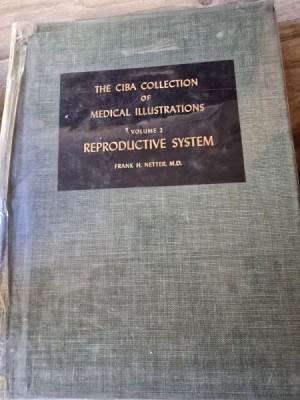 THE CIBA COLLECTION
OF
MEDICAL ILLUSTRATIONS
VOLUME 2
REPRODUCTIVE SYSTEM
FRANK H. NETTER, M.D.